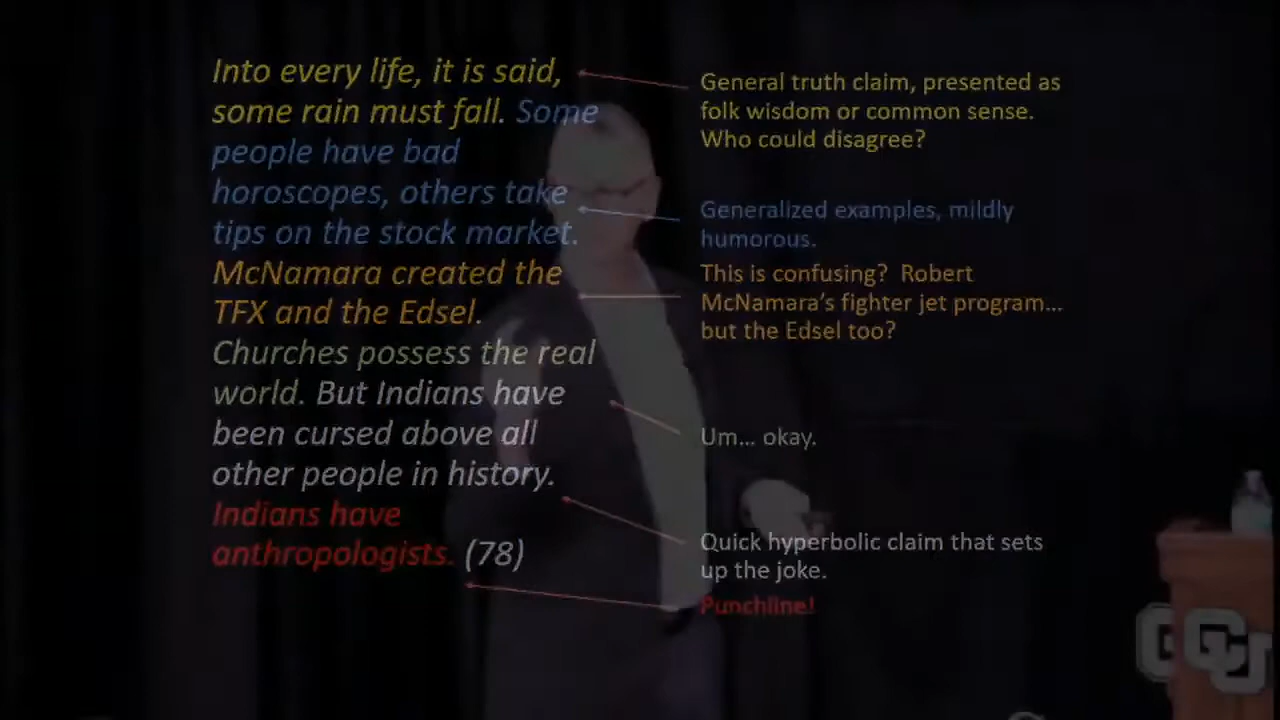 Into every life, it is said,
some rain must fall. Some
people have bad
horoscopes, others take
tips on the stock market.
McNamara created the
TFX and the Edsel.
Churches possess the real
world. But Indians have
been cursed above all
other people in history.
Indians have
anthropologists. (78)
General truth claim, presented as
folk wisdom or common sense.
Who could disagree?
Generalized examples, mildly
humorous.
This is confusing? Robert
McNamara’s fighter jet program…
but the Edsel too?
Um… okay.
Quick hyperbolic claim that sets
up the joke.
Punchline!
GCU